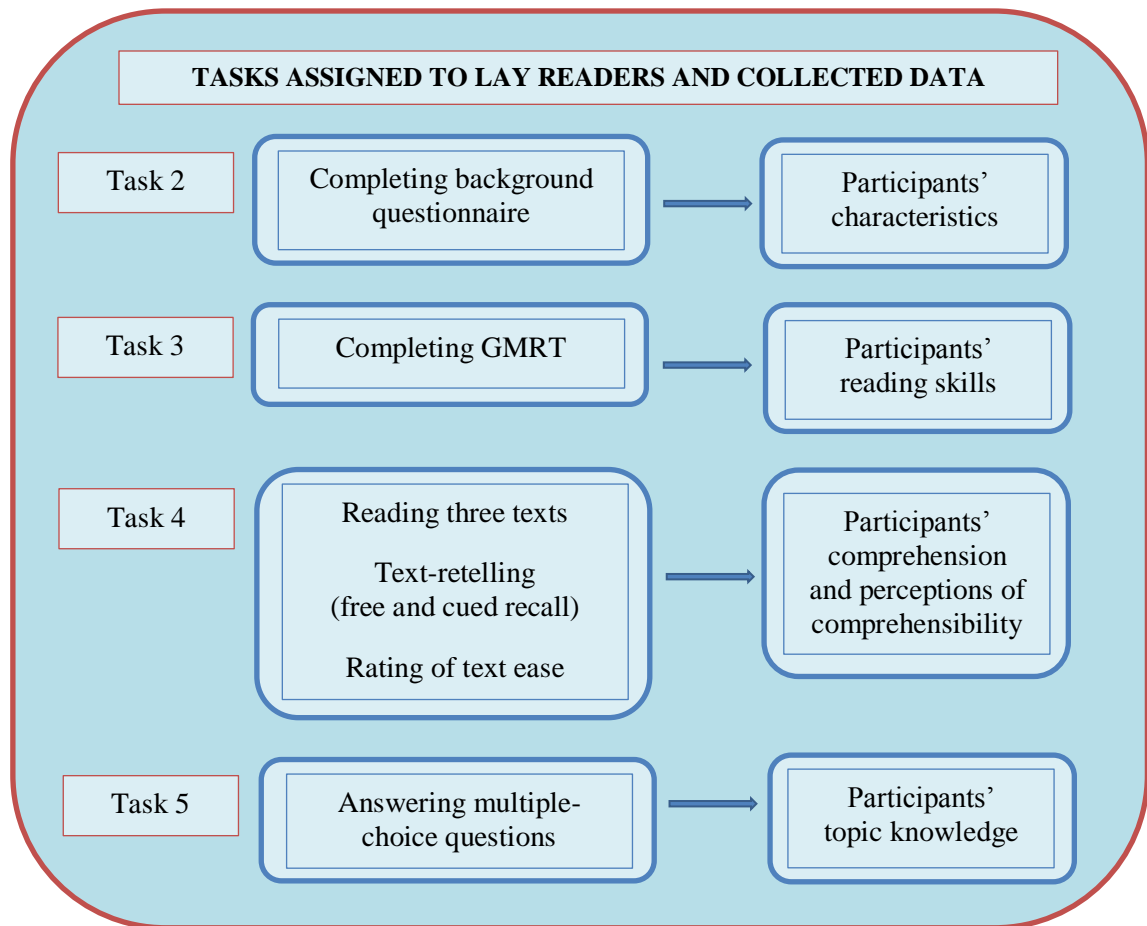 TASKS ASSIGNED TO LAY READERS AND COLLECTED DATA
Task 2
Completing background
questionnaire
Participants’
characteristics
Task 3
Completing GMRT
Participants’
reading skills
Task 4
Reading three texts
Text-retelling
(free and cued recall)
Rating of text ease
Participants’
comprehension
and perceptions of
comprehensibility
Task 5
Answering multiple-
choice questions
Participants’
topic knowledge